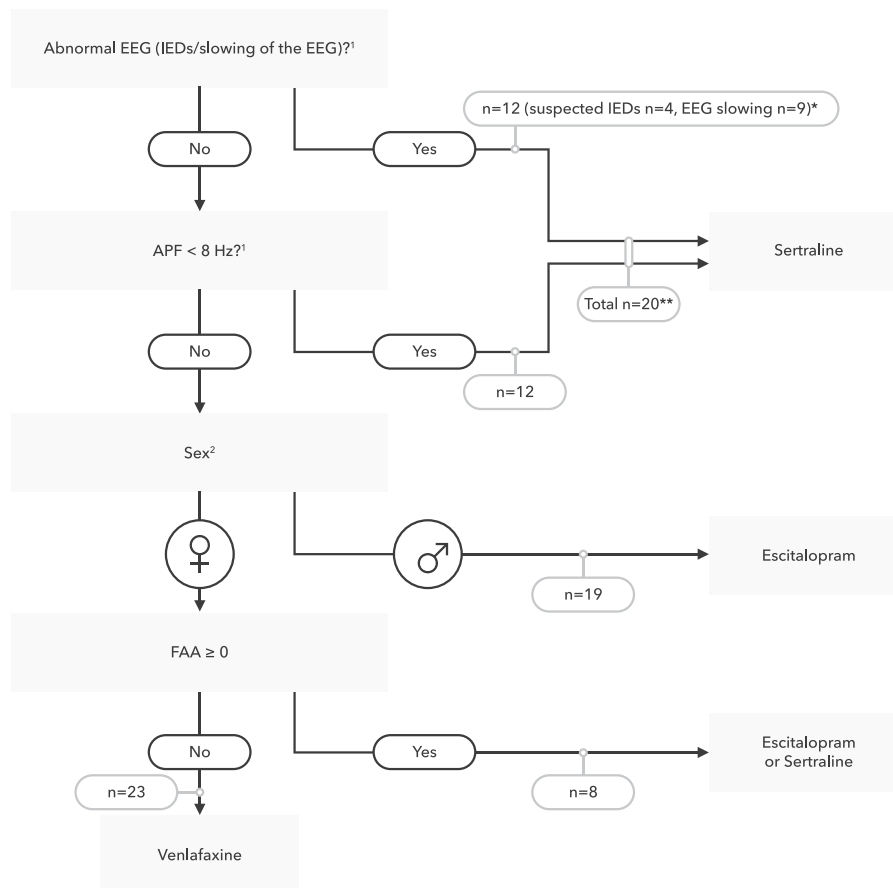 Abnormal EEG (IEDs/slowing of the EEG)?¹
n=12 (suspected IEDs n=4, EEG slowing n=9)*
No
Yes
APF < 8 Hz?¹
Sertraline
Total n=20**
No
Yes
n=12
Sex²
Escitalopram
n=19
FAA ≥ 0
No
Yes
Escitalopram
or Sertraline
n=23
n=8
Venlafaxine